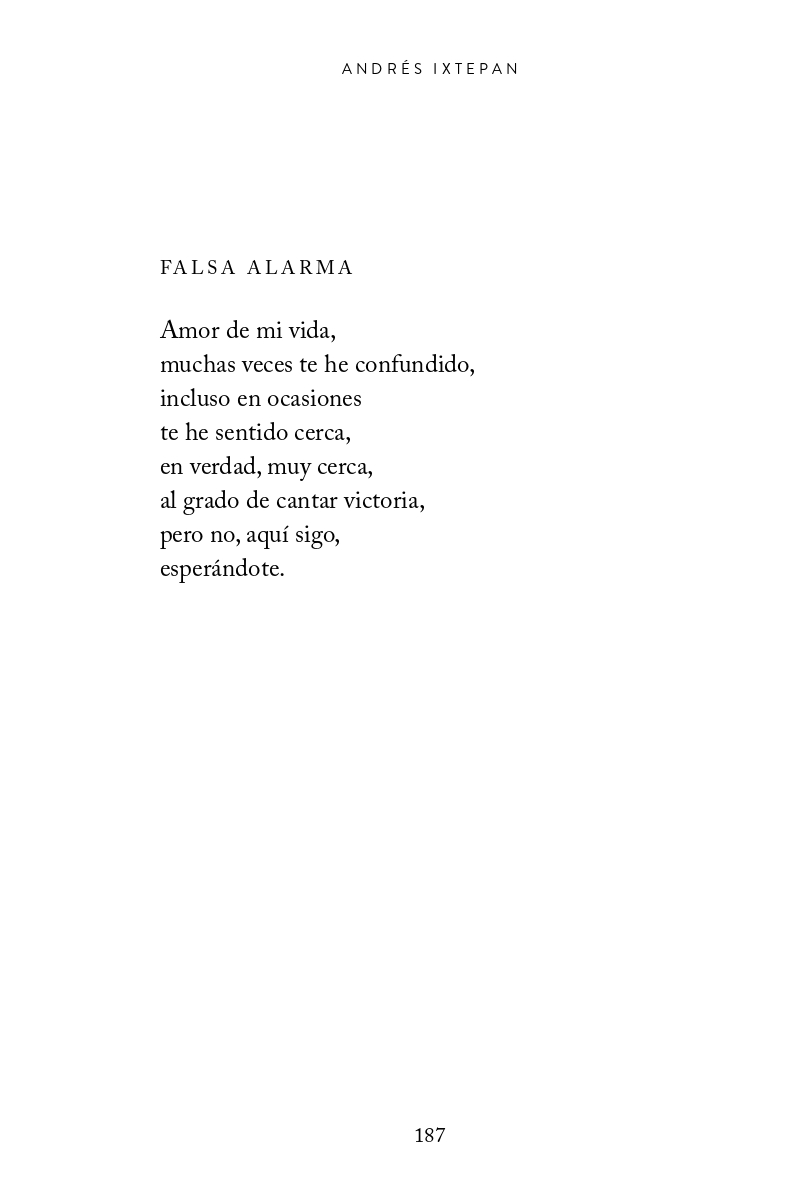 ANDRÉS IXTEPAN
FALSA ALARMA
Amor de mi vida,
muchas veces te he confundido,
incluso en ocasiones
te he sentido cerca,
en verdad, muy cerca,
al grado de cantar victoria,
pero no, aquí sigo,
esperándote.
187